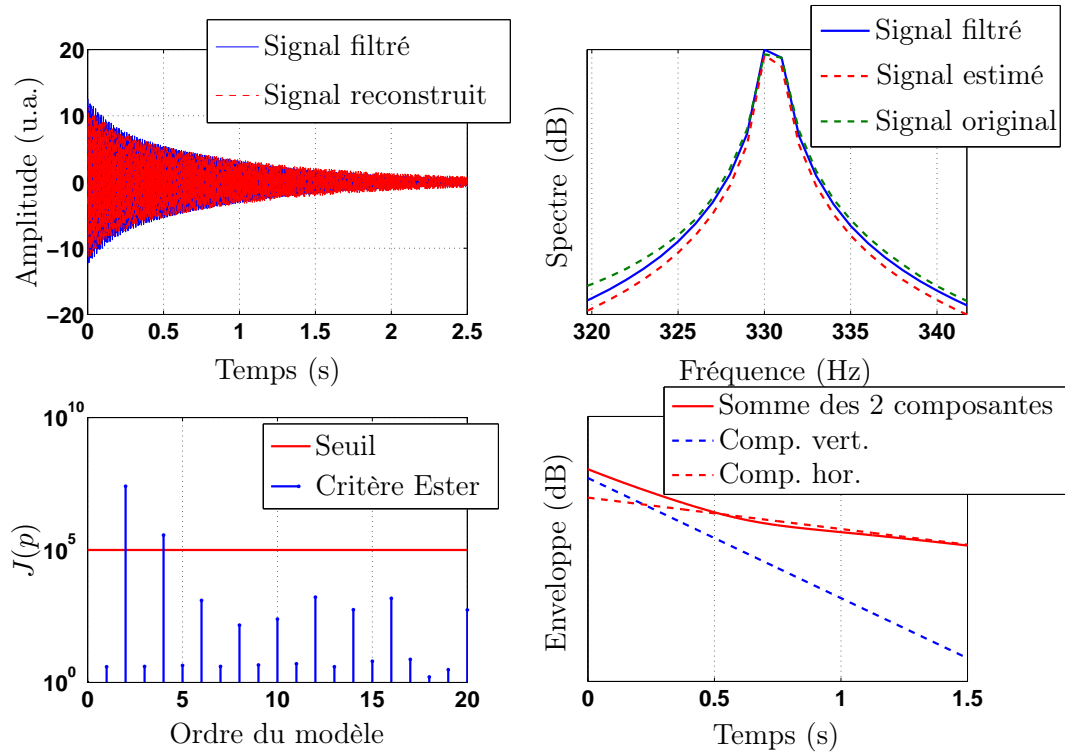 Signal filtré
Signal reconstruit
Amplitude (u.a.)
20
10
0
−10
−20
0
0.5
1
1.5
2
2.5
Temps (s)
Signal filtré
Signal estimé
Signal original
Spectre (dB)
320
325
330
335
340
Fréquence (Hz)
Seuil
Critère Ester
J(p)
10^10
10^5
10^0
0
5
10
15
20
Ordre du modèle
Somme des 2 composantes
Comp. vert.
Comp. hor.
Enveloppe (dB)
0
0.5
1
1.5
Temps (s)